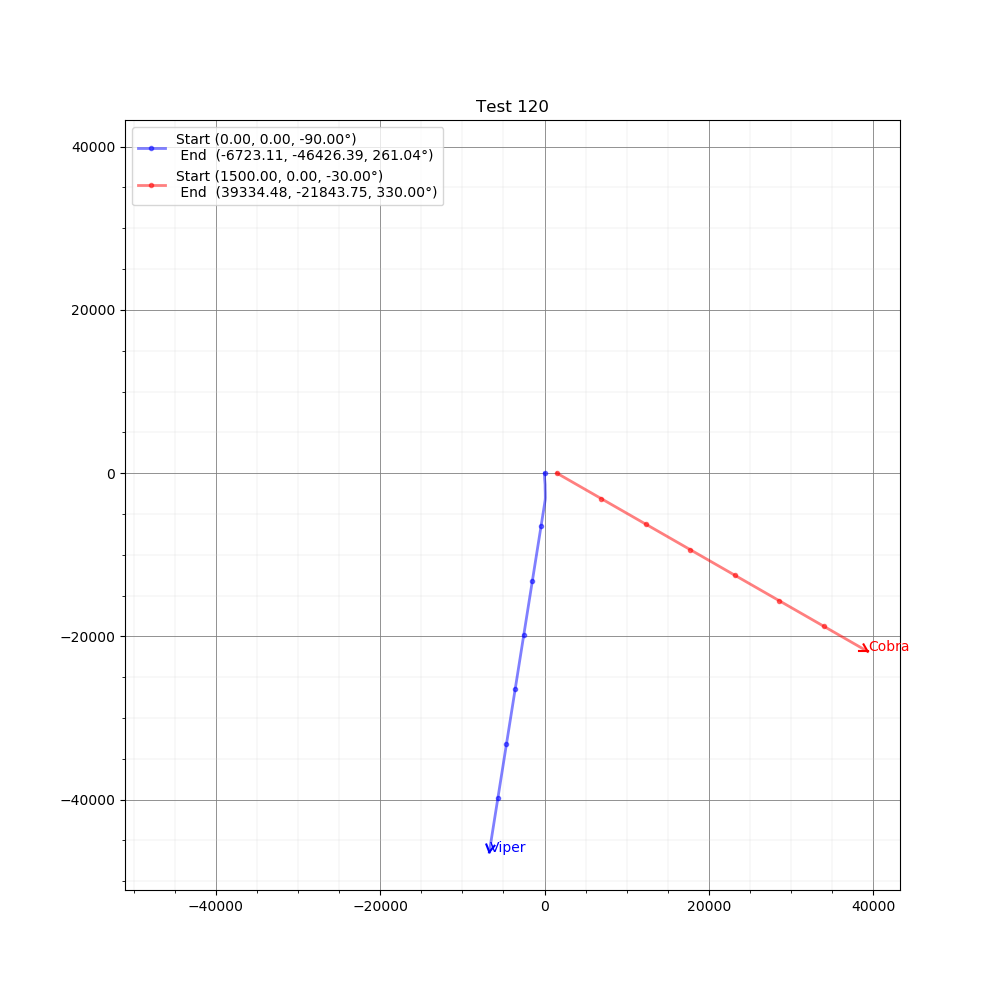 Test 120
Start (0.00, 0.00, -90.00°)
End  (-6723.11, -46426.39, 261.04°)
Start (1500.00, 0.00, -30.00°)
End  (39334.48, -21843.75, 330.00°)
40000
20000
0
−20000
−40000
Cobra
Viper
−40000
−20000
0
20000
40000